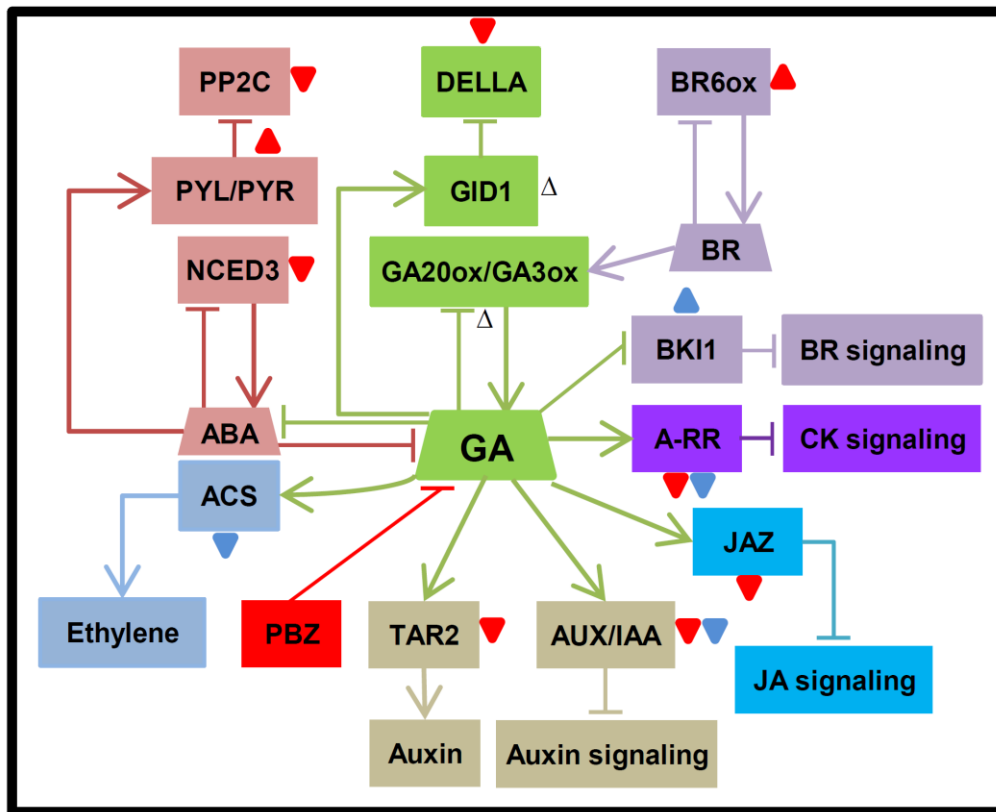 PP2C
DELLA
BR6ox
PYL/PYR
GID1
Δ
NCED3
GA20ox/GA3ox
BR
Δ
BKI1
BR signaling
ABA
GA
A-RR
CK signaling
ACS
JAZ
Ethylene
PBZ
TAR2
AUX/IAA
JA signaling
Auxin
Auxin signaling